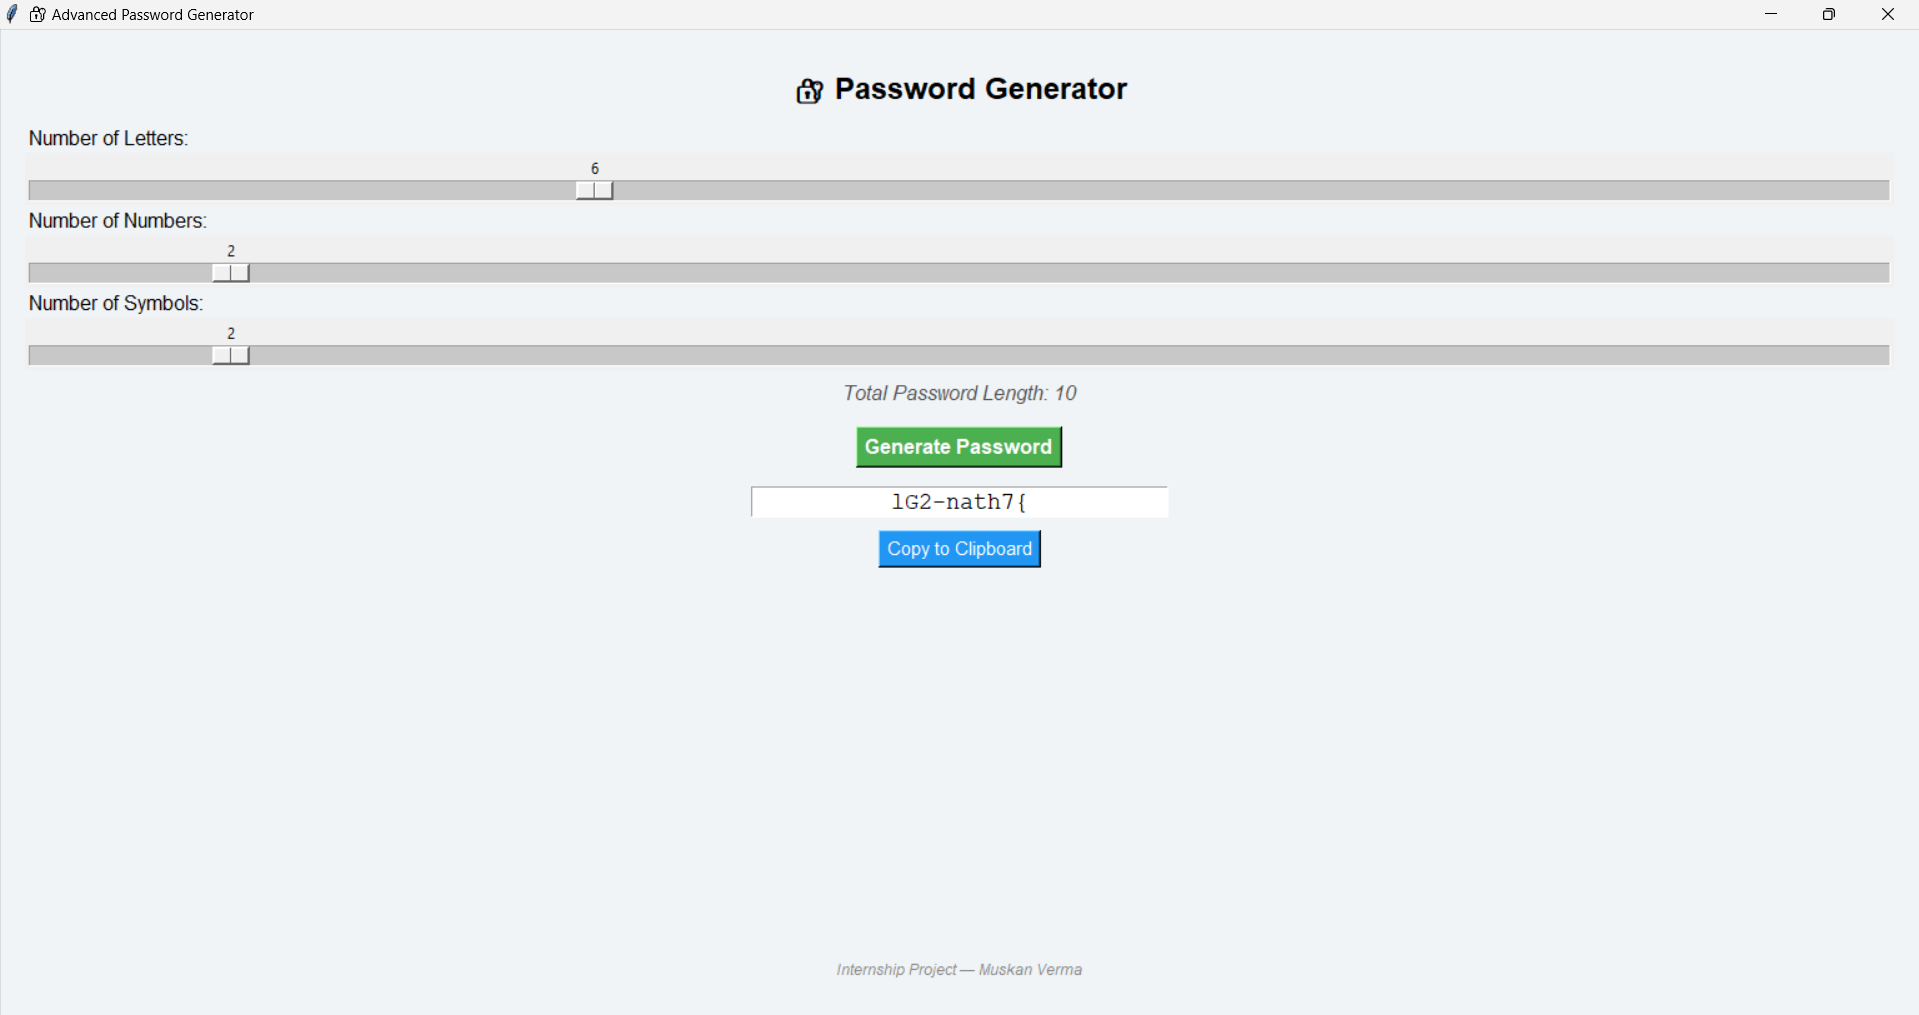 🔐 Advanced Password Generator
🔐 Password Generator
Number of Letters:
6
Number of Numbers:
2
Number of Symbols:
2
Total Password Length: 10
Generate Password
lG2-nath7{
Copy to Clipboard
Internship Project — Muskan Verma